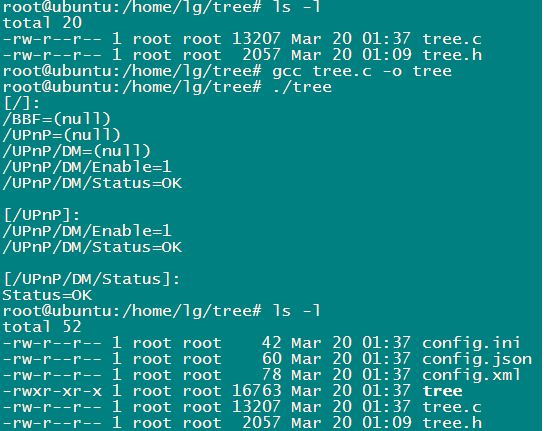 root@ubuntu:/home/lg/tree# ls -l
total 20
-rw-r--r-- 1 root root 13207 Mar 20 01:37 tree.c
-rw-r--r-- 1 root root  2057 Mar 20 01:09 tree.h
root@ubuntu:/home/lg/tree# gcc tree.c -o tree
root@ubuntu:/home/lg/tree# ./tree
[/]:
/BBF=(null)
/UPnP=(null)
/UPnP/DM=(null)
/UPnP/DM/Enable=1
/UPnP/DM/Status=OK

[/UPnP]:
/UPnP/DM/Enable=1
/UPnP/DM/Status=OK

[/UPnP/DM/Status]:
Status=OK
root@ubuntu:/home/lg/tree# ls -l
total 52
-rw-r--r-- 1 root root    42 Mar 20 01:37 config.ini
-rw-r--r-- 1 root root    60 Mar 20 01:37 config.json
-rw-r--r-- 1 root root    78 Mar 20 01:37 config.xml
-rwxr-xr-x 1 root root 16763 Mar 20 01:37 tree
-rw-r--r-- 1 root root 13207 Mar 20 01:37 tree.c
-rw-r--r-- 1 root root  2057 Mar 20 01:09 tree.h